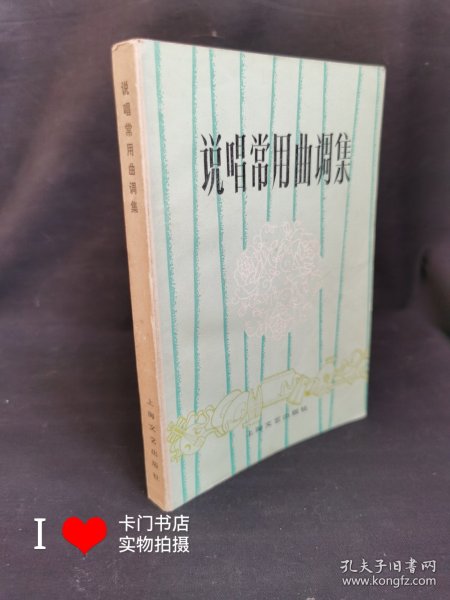 说唱常用曲调集
上海文艺出版社
说唱常用曲调集
上海文艺出版社
I
卡门书店
实物拍摄
孔夫子旧书网
www.kongfz.com